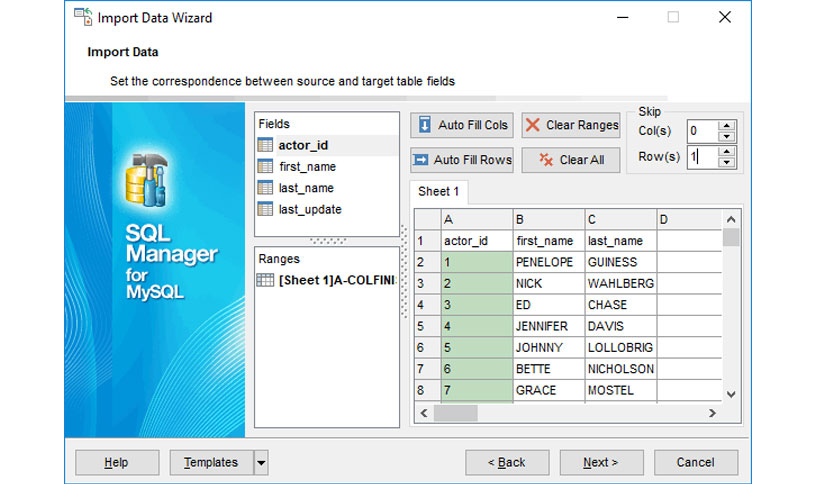 Import Data Wizard
Import Data
Set the correspondence between source and target table fields
SQL
Manager
for
MySQL
Fields
actor_id
first_name
last_name
last_update
Ranges
[Sheet 1]A-COLFINI
Auto Fill Cols
Clear Ranges
Auto Fill Rows
Clear All
Skip
Col(s) 0
Row(s) 1
Sheet 1
A B C D
1 actor_id first_name last_name
2 1 PENELOPE GUINESS
3 2 NICK WAHLBERG
4 3 ED CHASE
5 4 JENNIFER DAVIS
6 5 JOHNNY LOLLOBRIG
7 6 BETTE NICHOLSON
8 7 GRACE MOSTEL
Help Templates < Back Next > Cancel